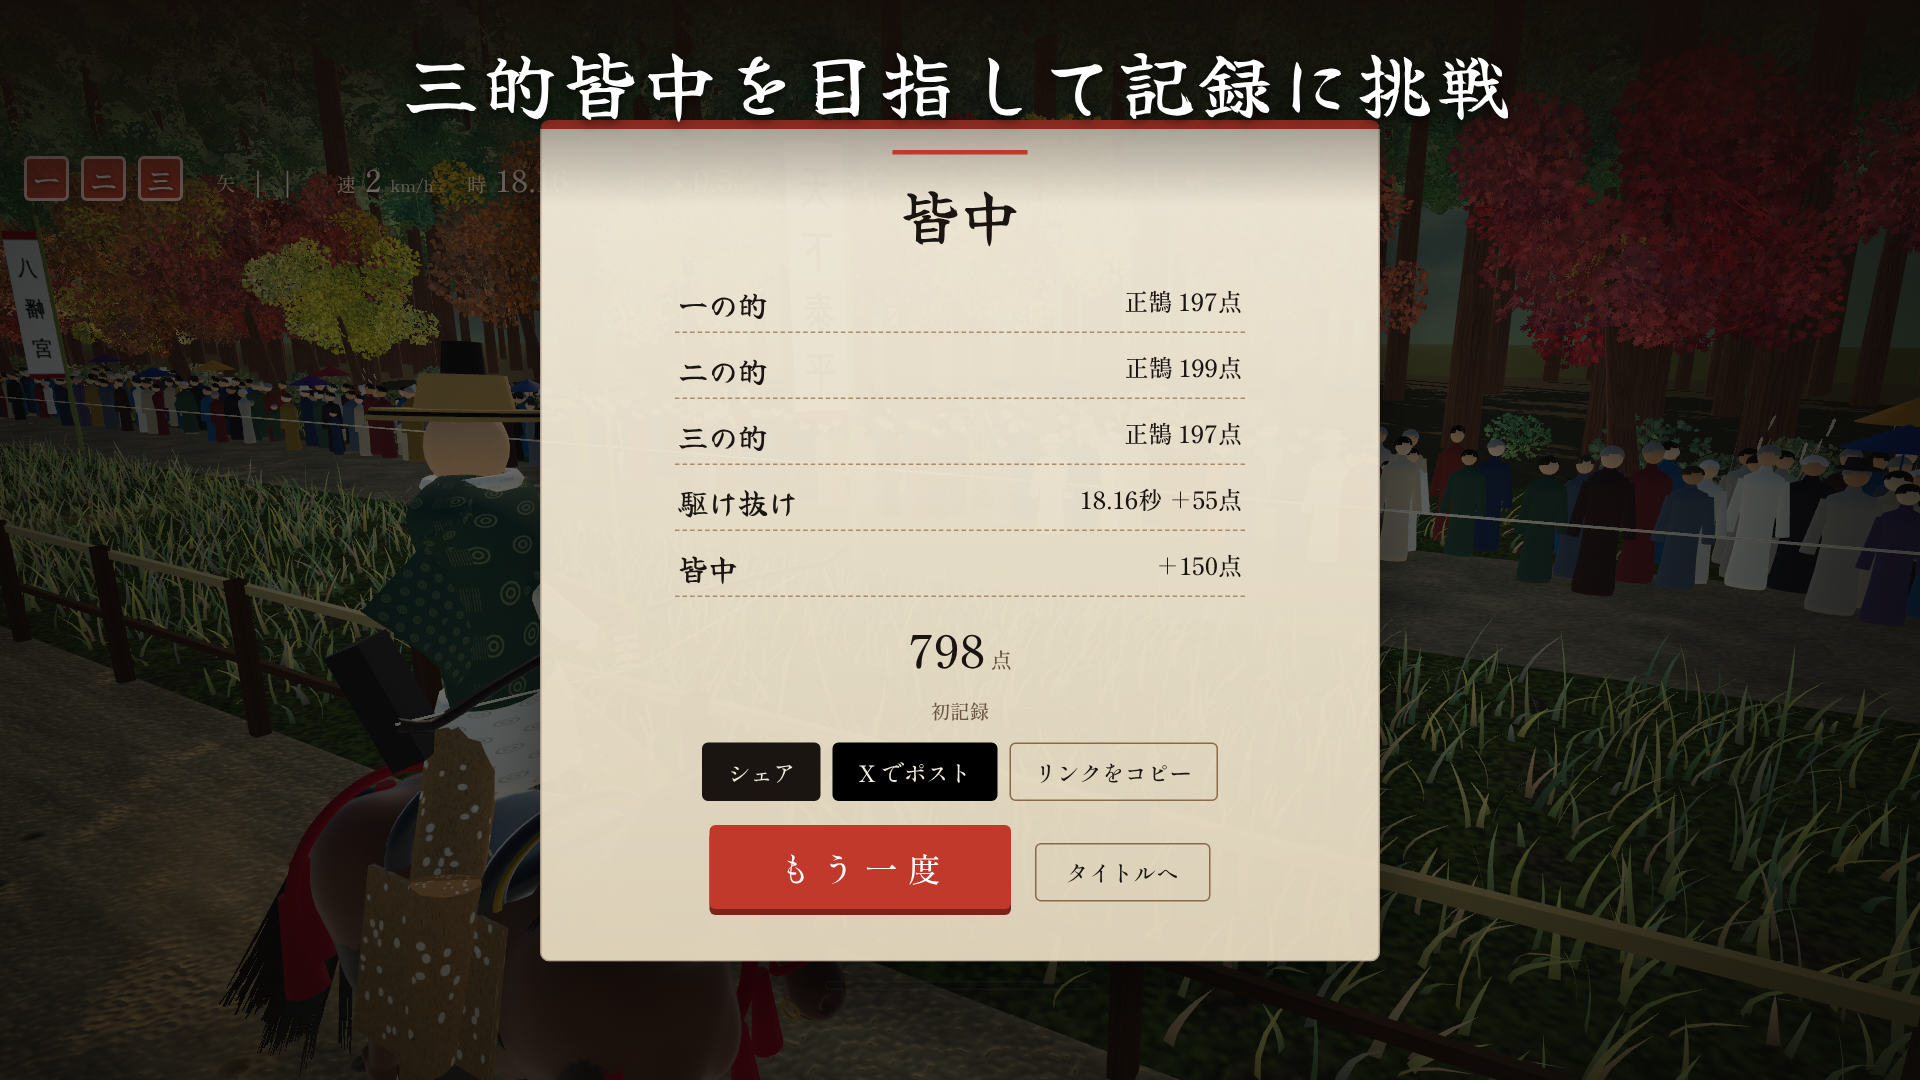 三的皆中を目指して記録に挑戦
一 二 三 矢 速 2 km/h 時 18.16
皆中
八幡宮
一の的 正鵠 197点
二の的 正鵠 199点
三の的 正鵠 197点
駆け抜け 18.16秒 +55点
皆中 +150点
798点
初記録
シェア X でポスト リンクをコピー
もう一度 タイトルへ